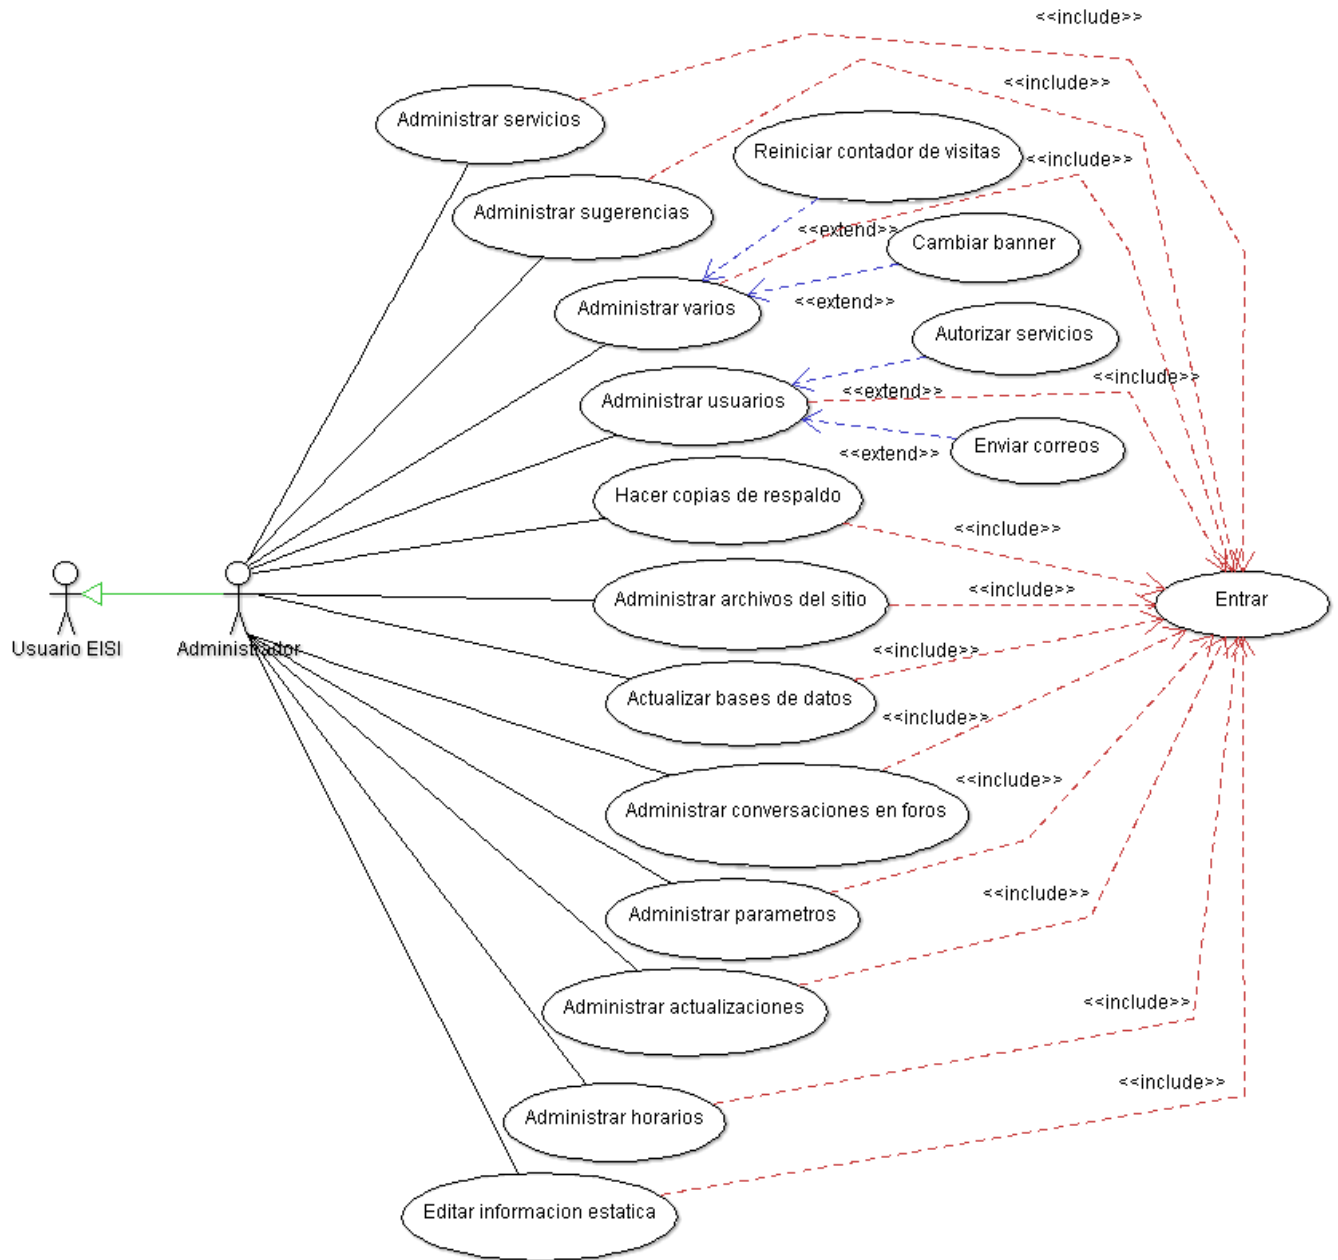 <<include>>
<<include>>
Administrar servicios
Reiniciar contador de visitas
<<include>>
Administrar sugerencias
<<extend>>
Cambiar banner
<<extend>>
Administrar varios
Autorizar servicios
<<include>>
<<extend>>
Administrar usuarios
Enviar correos
<<extend>>
Hacer copias de respaldo
<<include>>
<<include>>
Administrar archivos del sitio
Entrar
Usuario EISI
Administrador
<<include>>
Actualizar bases de datos
<<include>>
<<include>>
Administrar conversaciones en foros
<<include>>
Administrar parametros
<<include>>
Administrar actualizaciones
<<include>>
Administrar horarios
Editar informacion estatica